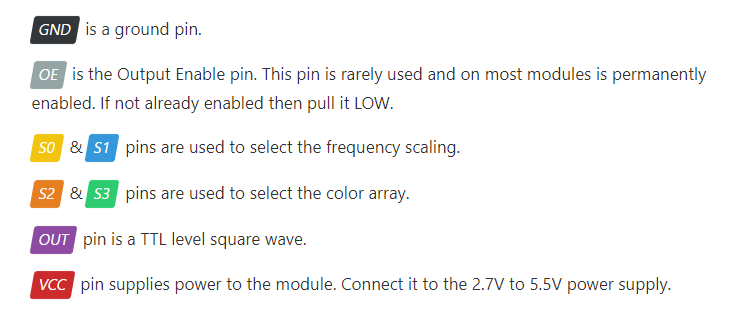 GND is a ground pin.
OE is the Output Enable pin. This pin is rarely used and on most modules is permanently
enabled. If not already enabled then pull it LOW.
S0 & S1 pins are used to select the frequency scaling.
S2 & S3 pins are used to select the color array.
OUT pin is a TTL level square wave.
VCC pin supplies power to the module. Connect it to the 2.7V to 5.5V power supply.